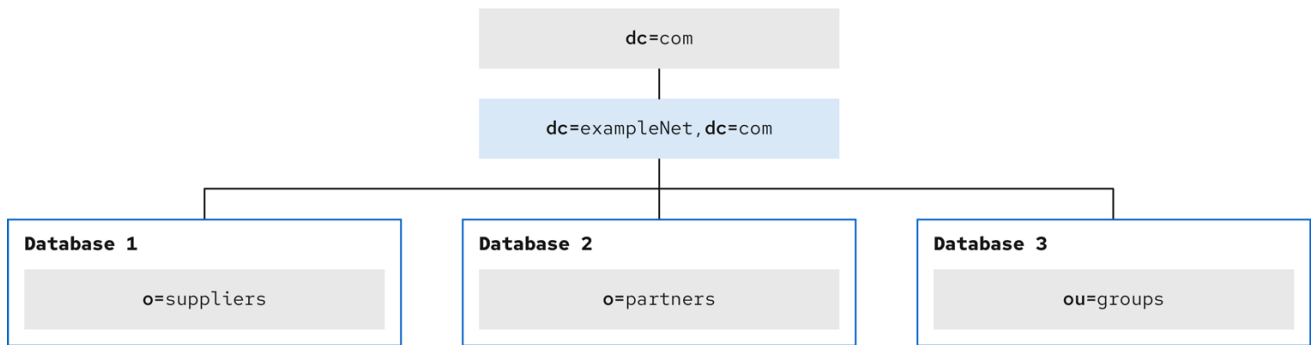 dc=com
dc=exampleNet,dc=com
Database 1
Database 2
Database 3
o=suppliers
o=partners
ou=groups